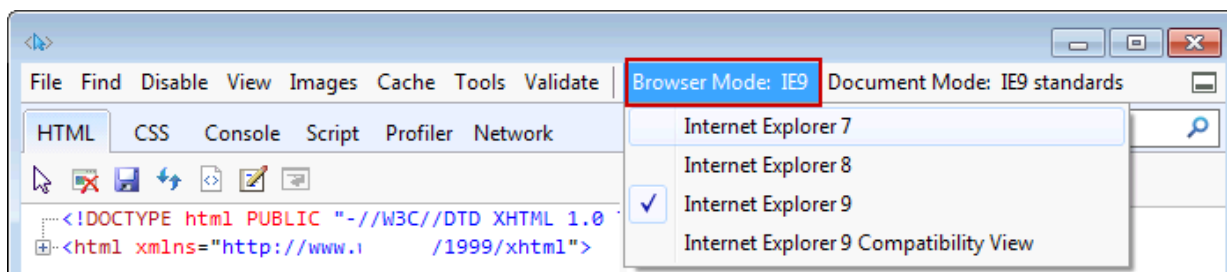 File Find Disable View Images Cache Tools Validate Browser Mode: IE9 Document Mode: IE9 standards
HTML CSS Console Script Profiler Network
Internet Explorer 7
Internet Explorer 8
Internet Explorer 9
Internet Explorer 9 Compatibility View
<!DOCTYPE html PUBLIC "-//W3C//DTD XHTML 1.0
<html xmlns="http://www. /1999/xhtml">